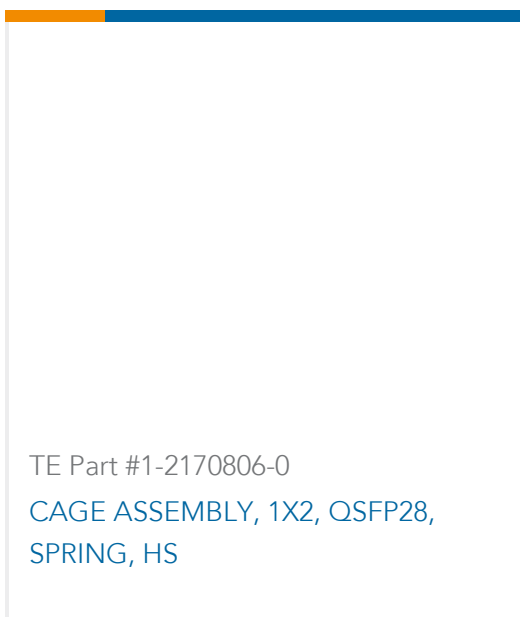 TE Part #1-2170806-0
CAGE ASSEMBLY, 1X2, QSFP28,
SPRING, HS